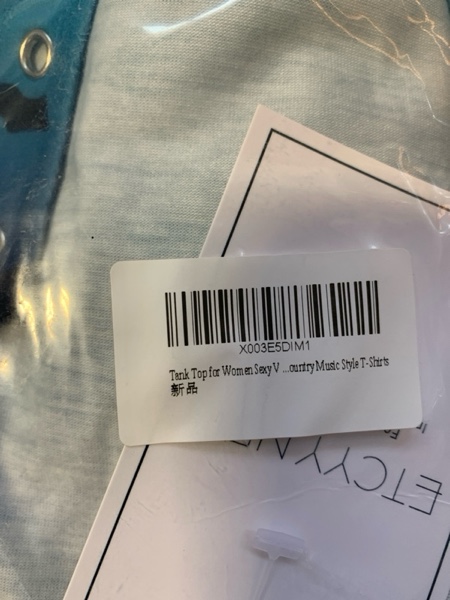 X003E5DIM1
Tank Top for Women Sexy V ...ountry Music Style T-Shirts
新品